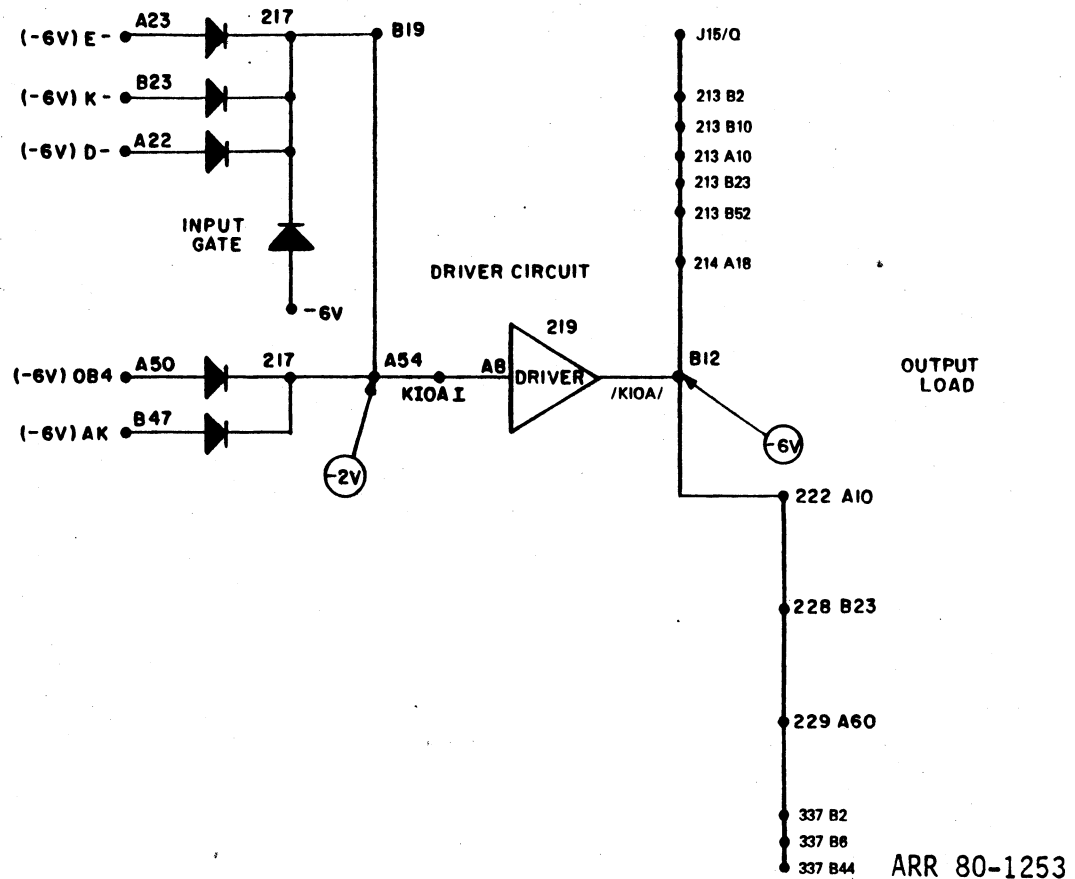 A23
217
(-6V) E-
B19
J15/Q
B23
(-6V) K-
213 B2
A22
213 B10
(-6V) D-
213 A10
213 B23
213 B52
INPUT
GATE
214 A18
DRIVER CIRCUIT
-6V
219
A50
217
A54
(-6V) OB4
K10A I
A8
DRIVER
/K10A/
B12
OUTPUT
LOAD
B47
(-6V) AK
-6V
-2V
222 A10
228 B23
229 A60
337 B2
337 B6
337 B44
ARR 80-1253